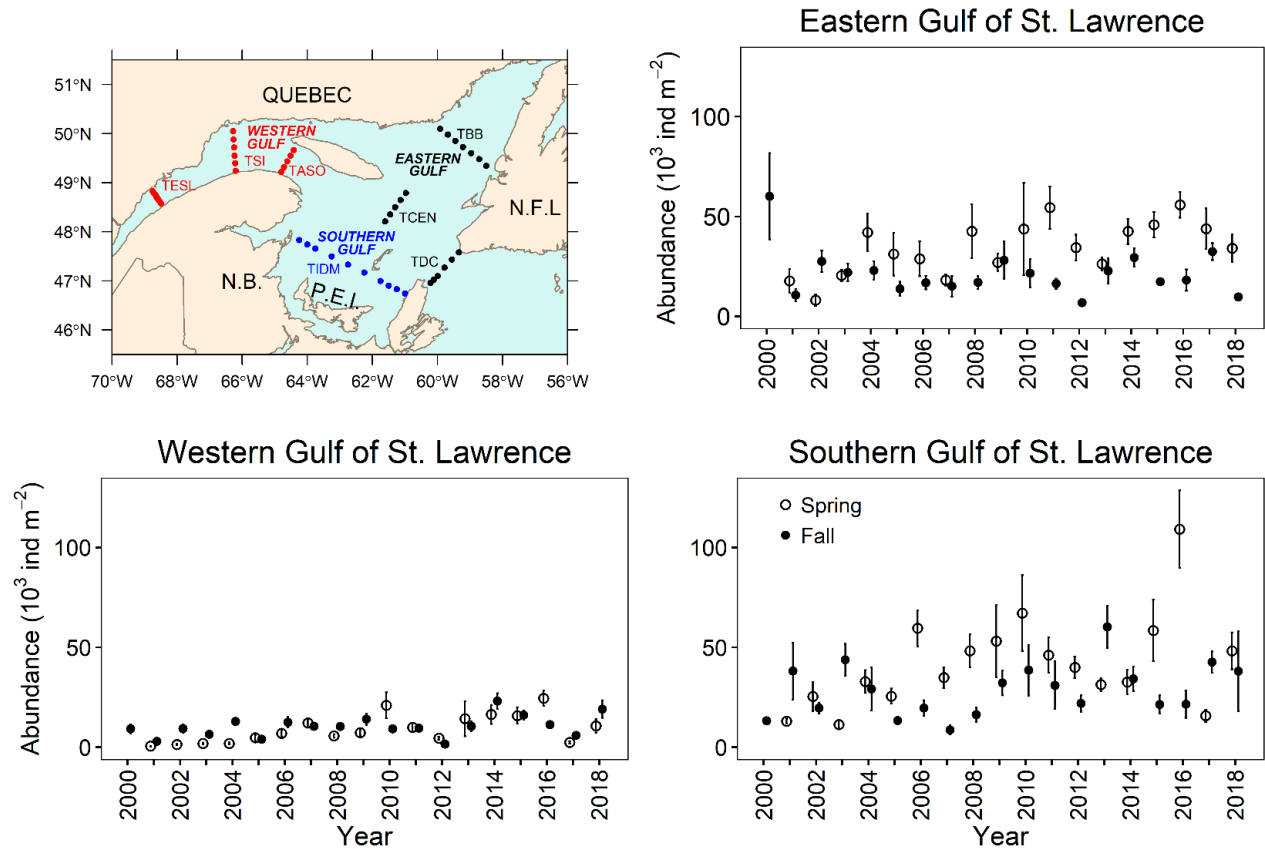 Eastern Gulf of St. Lawrence
51°N
50°N
49°N
48°N
47°N
46°N
QUEBEC
WESTERN
GULF
TSI
TASO
TESL
TBB
EASTERN
GULF
TCEN
N.F.L
SOUTHERN
GULF
TIDM
TDC
N.B.
P.E.I.
70°W
68°W
66°W
64°W
62°W
60°W
58°W
56°W
Abundance (10³ ind m⁻²)
100
50
0
2000
2002
2004
2006
2008
2010
2012
2014
2016
2018
Western Gulf of St. Lawrence
Abundance (10³ ind m⁻²)
100
50
0
2000
2002
2004
2006
2008
2010
2012
2014
2016
2018
Year
Southern Gulf of St. Lawrence
Spring
Fall
100
50
0
2000
2002
2004
2006
2008
2010
2012
2014
2016
2018
Year